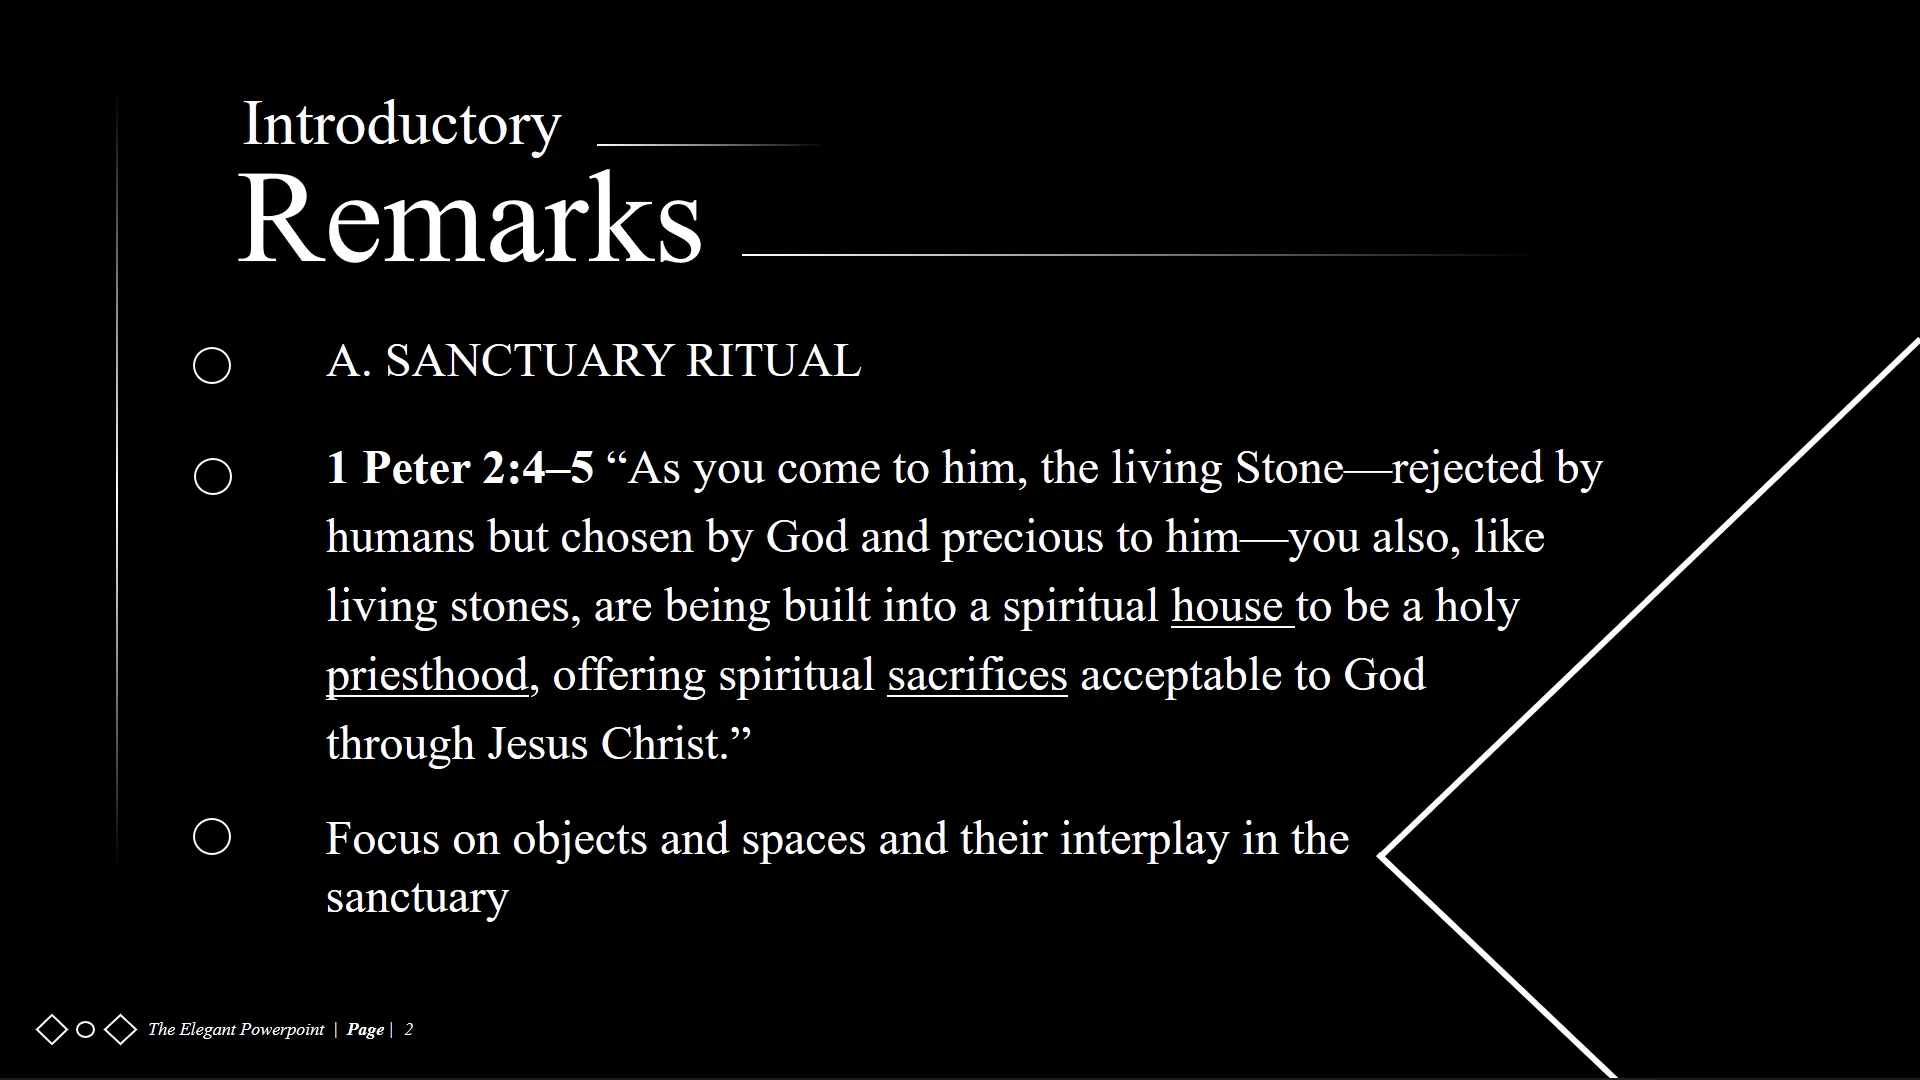 Introductory
Remarks
A. SANCTUARY RITUAL
1 Peter 2:4–5 “As you come to him, the living Stone—rejected by
humans but chosen by God and precious to him—you also, like
living stones, are being built into a spiritual house to be a holy
priesthood, offering spiritual sacrifices acceptable to God
through Jesus Christ.”
Focus on objects and spaces and their interplay in the
sanctuary
The Elegant Powerpoint | Page | 2